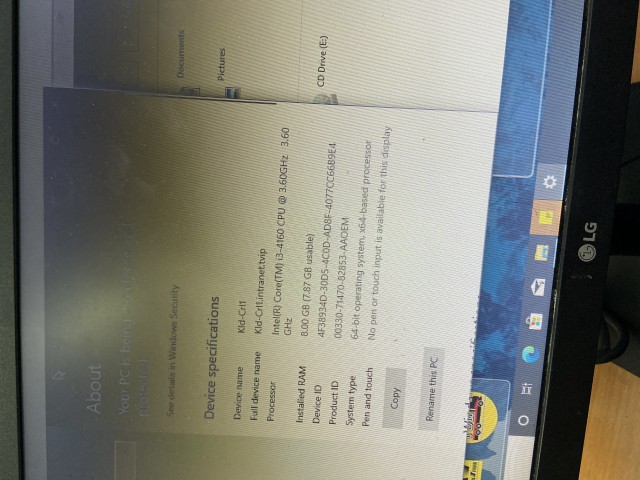 Documents
Pictures
CD Drive (E:)
About
See details in Windows Security
Device specifications
Device name Kld-Crl1
Full device name Kld-Crl1.intranet.tvip
Processor Intel(R) Core(TM) i3-4160 CPU @ 3.60GHz 3.60
GHz
Installed RAM 8.00 GB (7.87 GB usable)
Device ID 4F38934D-30D5-4C0D-AD8F-4077CC66B9E4
Product ID 00330-71470-82853-AAOEM
System type 64-bit operating system, x64-based processor
Pen and touch No pen or touch input is available for this display
Copy
Rename this PC
LG